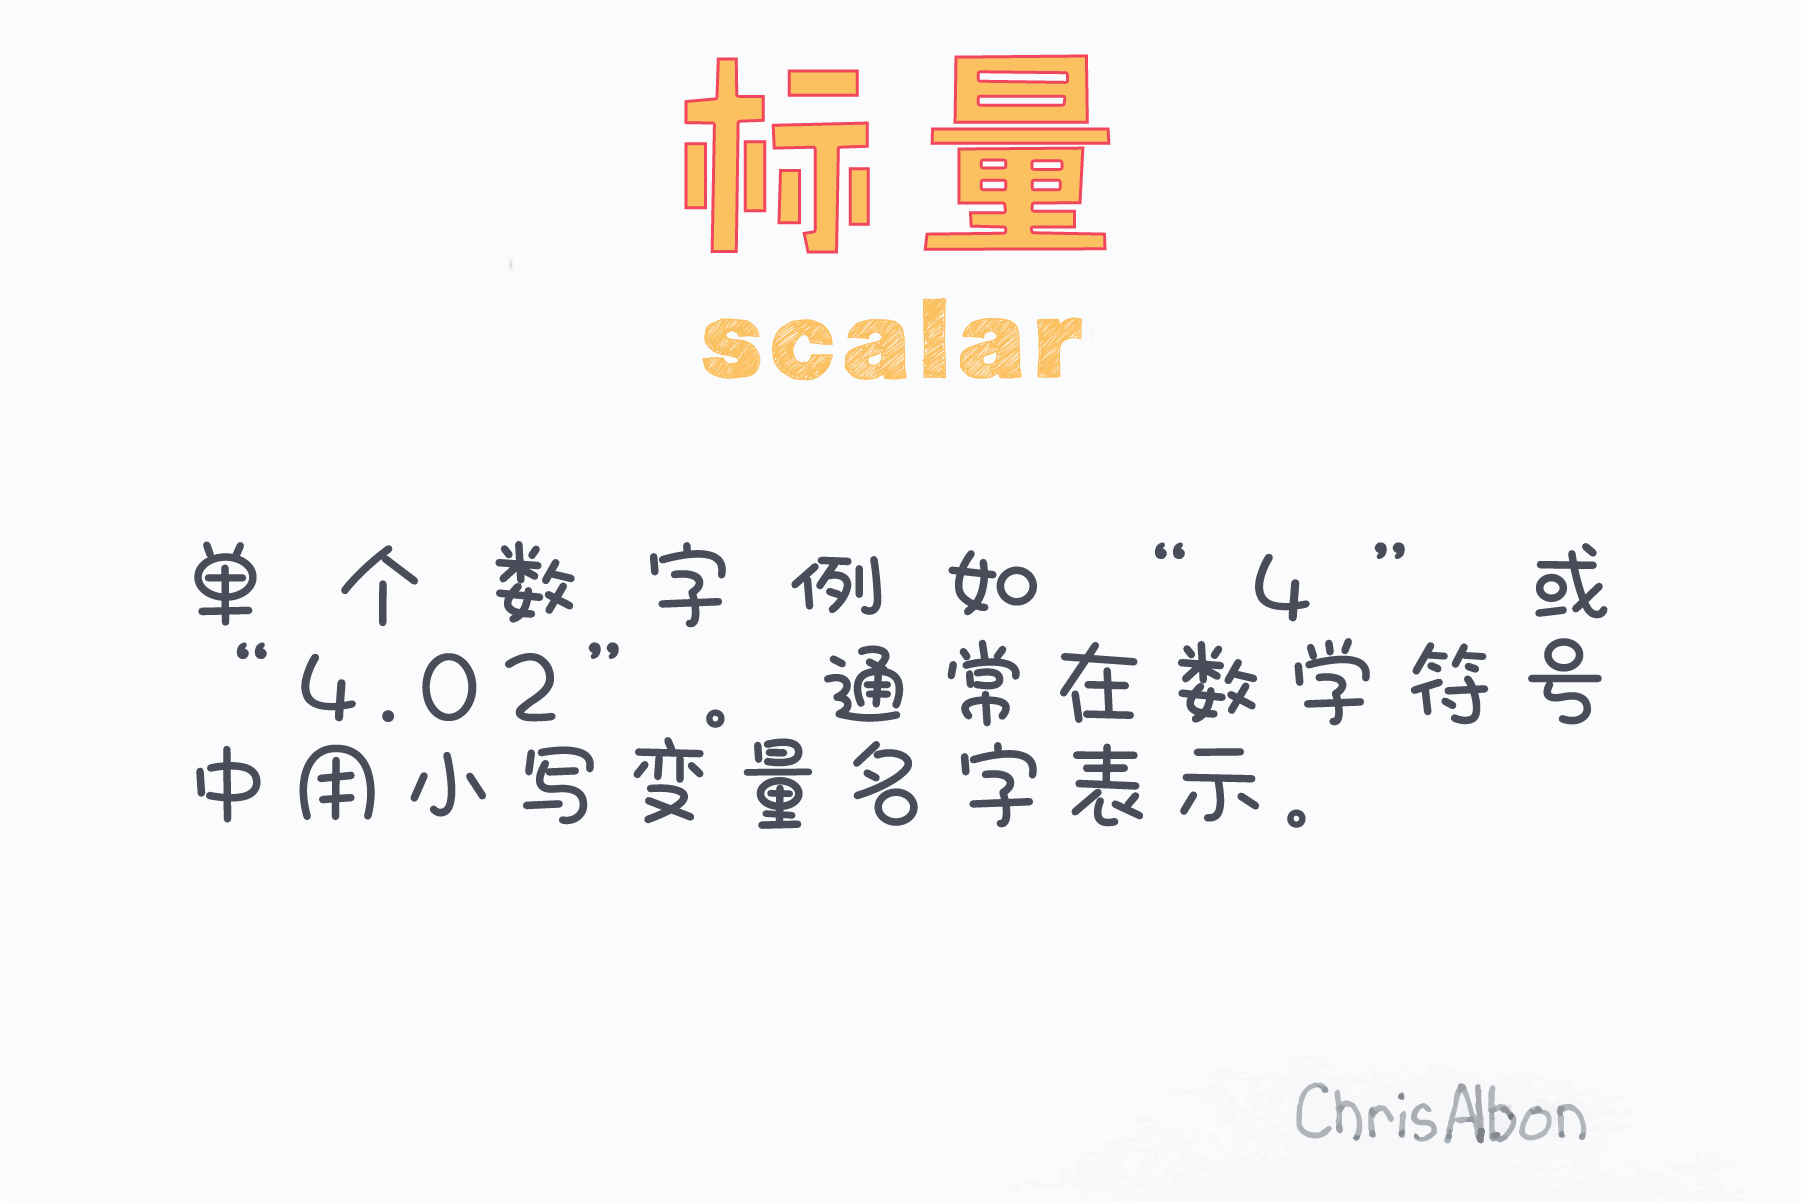 标量
scalar
单个数字例如“4”或
“4.02”。通常在数学符号
中用小写变量名字表示。
ChrisAlbon